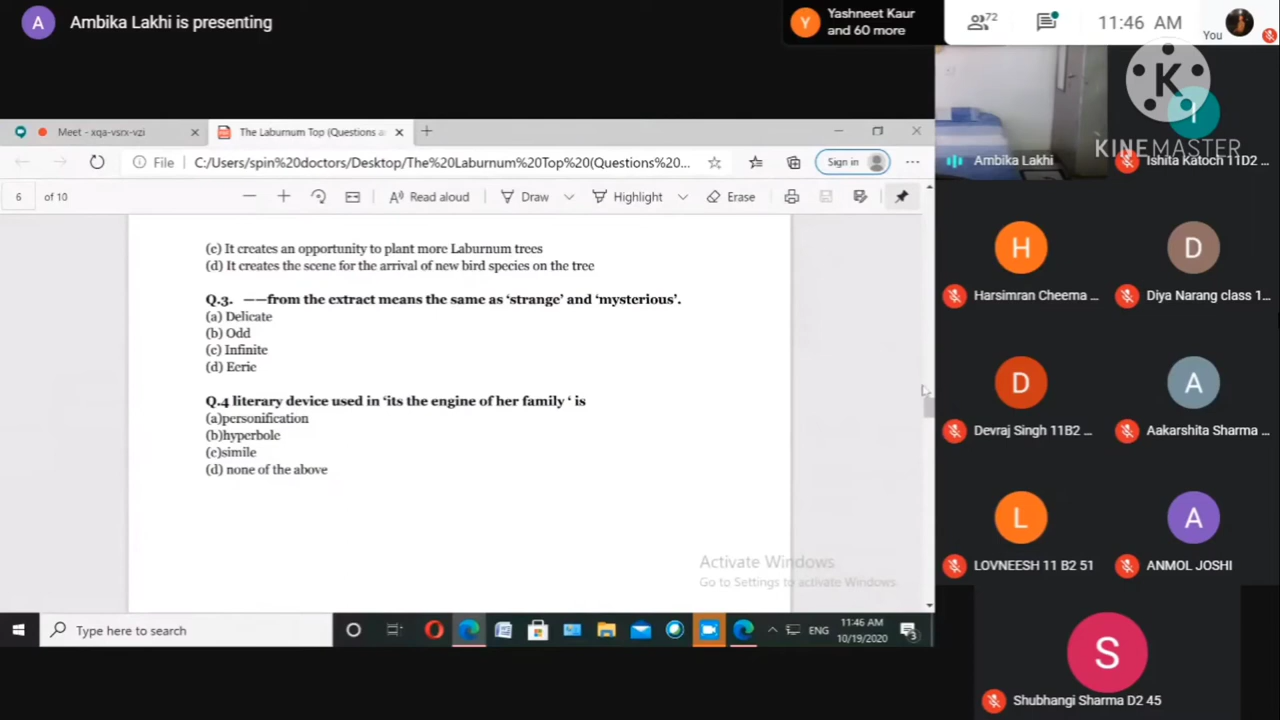 A Ambika Lakhi is presenting
Y Yashneet Kaur
and 60 more
72
11:46 AM
You
Meet - xqa-vsrx-vzi
The Laburnum Top (Questions a
File C:/Users/spin%20doctors/Desktop/The%20Laburnum%20Top%20(Questions%20...
Sign in
6 of 10
Read aloud
Draw
Highlight
Erase
(c) It creates an opportunity to plant more Laburnum trees
(d) It creates the scene for the arrival of new bird species on the tree
Q.3. ——from the extract means the same as ‘strange’ and ‘mysterious’.
(a) Delicate
(b) Odd
(c) Infinite
(d) Eerie
Q.4 literary device used in ‘its the engine of her family ‘ is
(a)personification
(b)hyperbole
(c)simile
(d) none of the above
Activate Windows
Go to Settings to activate Windows.
Type here to search
ENG
11:46 AM
10/19/2020
3
K
KINEMASTER
Ambika Lakhi
I
Ishita Katoch 11D2 ...
H
Harsimran Cheema ...
D
Diya Narang class 1...
D
Devraj Singh 11B2 ...
A
Aakarshita Sharma ...
L
LOVNEESH 11 B2 51
A
ANMOL JOSHI
S
Shubhangi Sharma D2 45